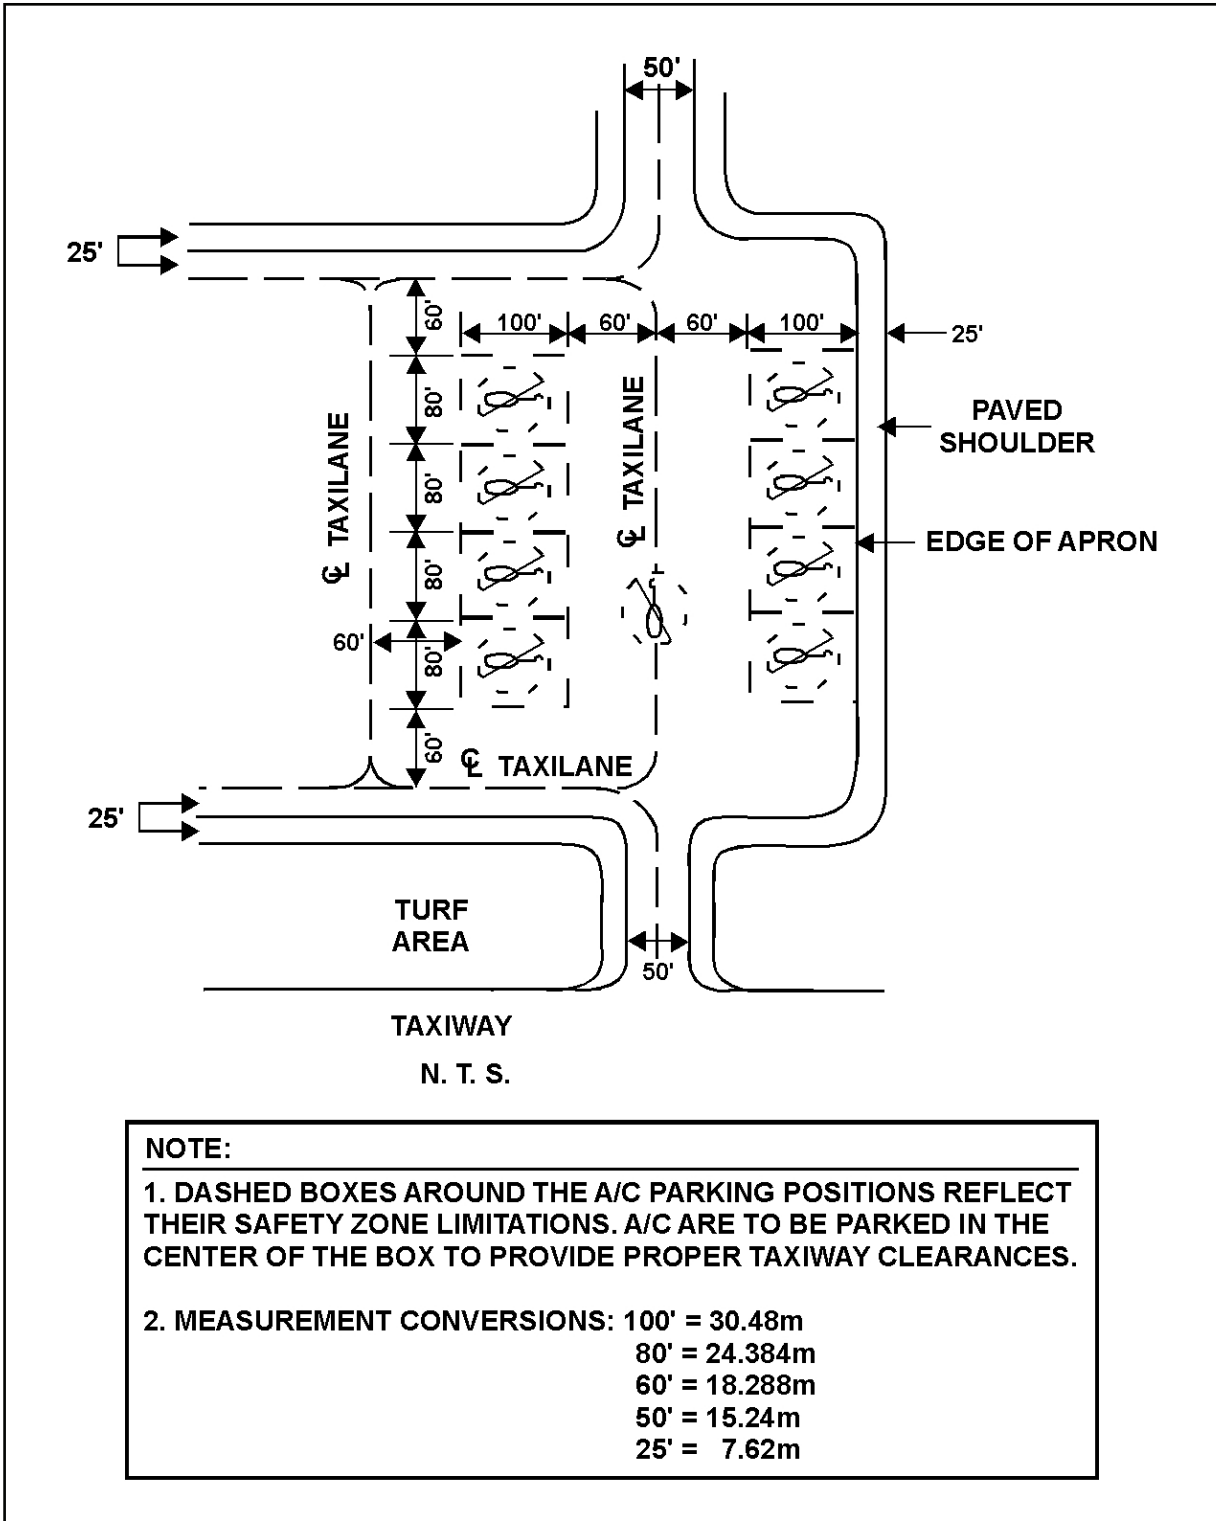 50'
25'
60'
100'
60'
60'
100'
25'
80'
80'
80'
80'
60'
60'
℄ TAXILANE
℄ TAXILANE
PAVED
SHOULDER
EDGE OF APRON
℄ TAXILANE
25'
TURF
AREA
50'
TAXIWAY
N. T. S.
NOTE:
1. DASHED BOXES AROUND THE A/C PARKING POSITIONS REFLECT
THEIR SAFETY ZONE LIMITATIONS. A/C ARE TO BE PARKED IN THE
CENTER OF THE BOX TO PROVIDE PROPER TAXIWAY CLEARANCES.
2. MEASUREMENT CONVERSIONS: 100' = 30.48m
80' = 24.384m
60' = 18.288m
50' = 15.24m
25' = 7.62m